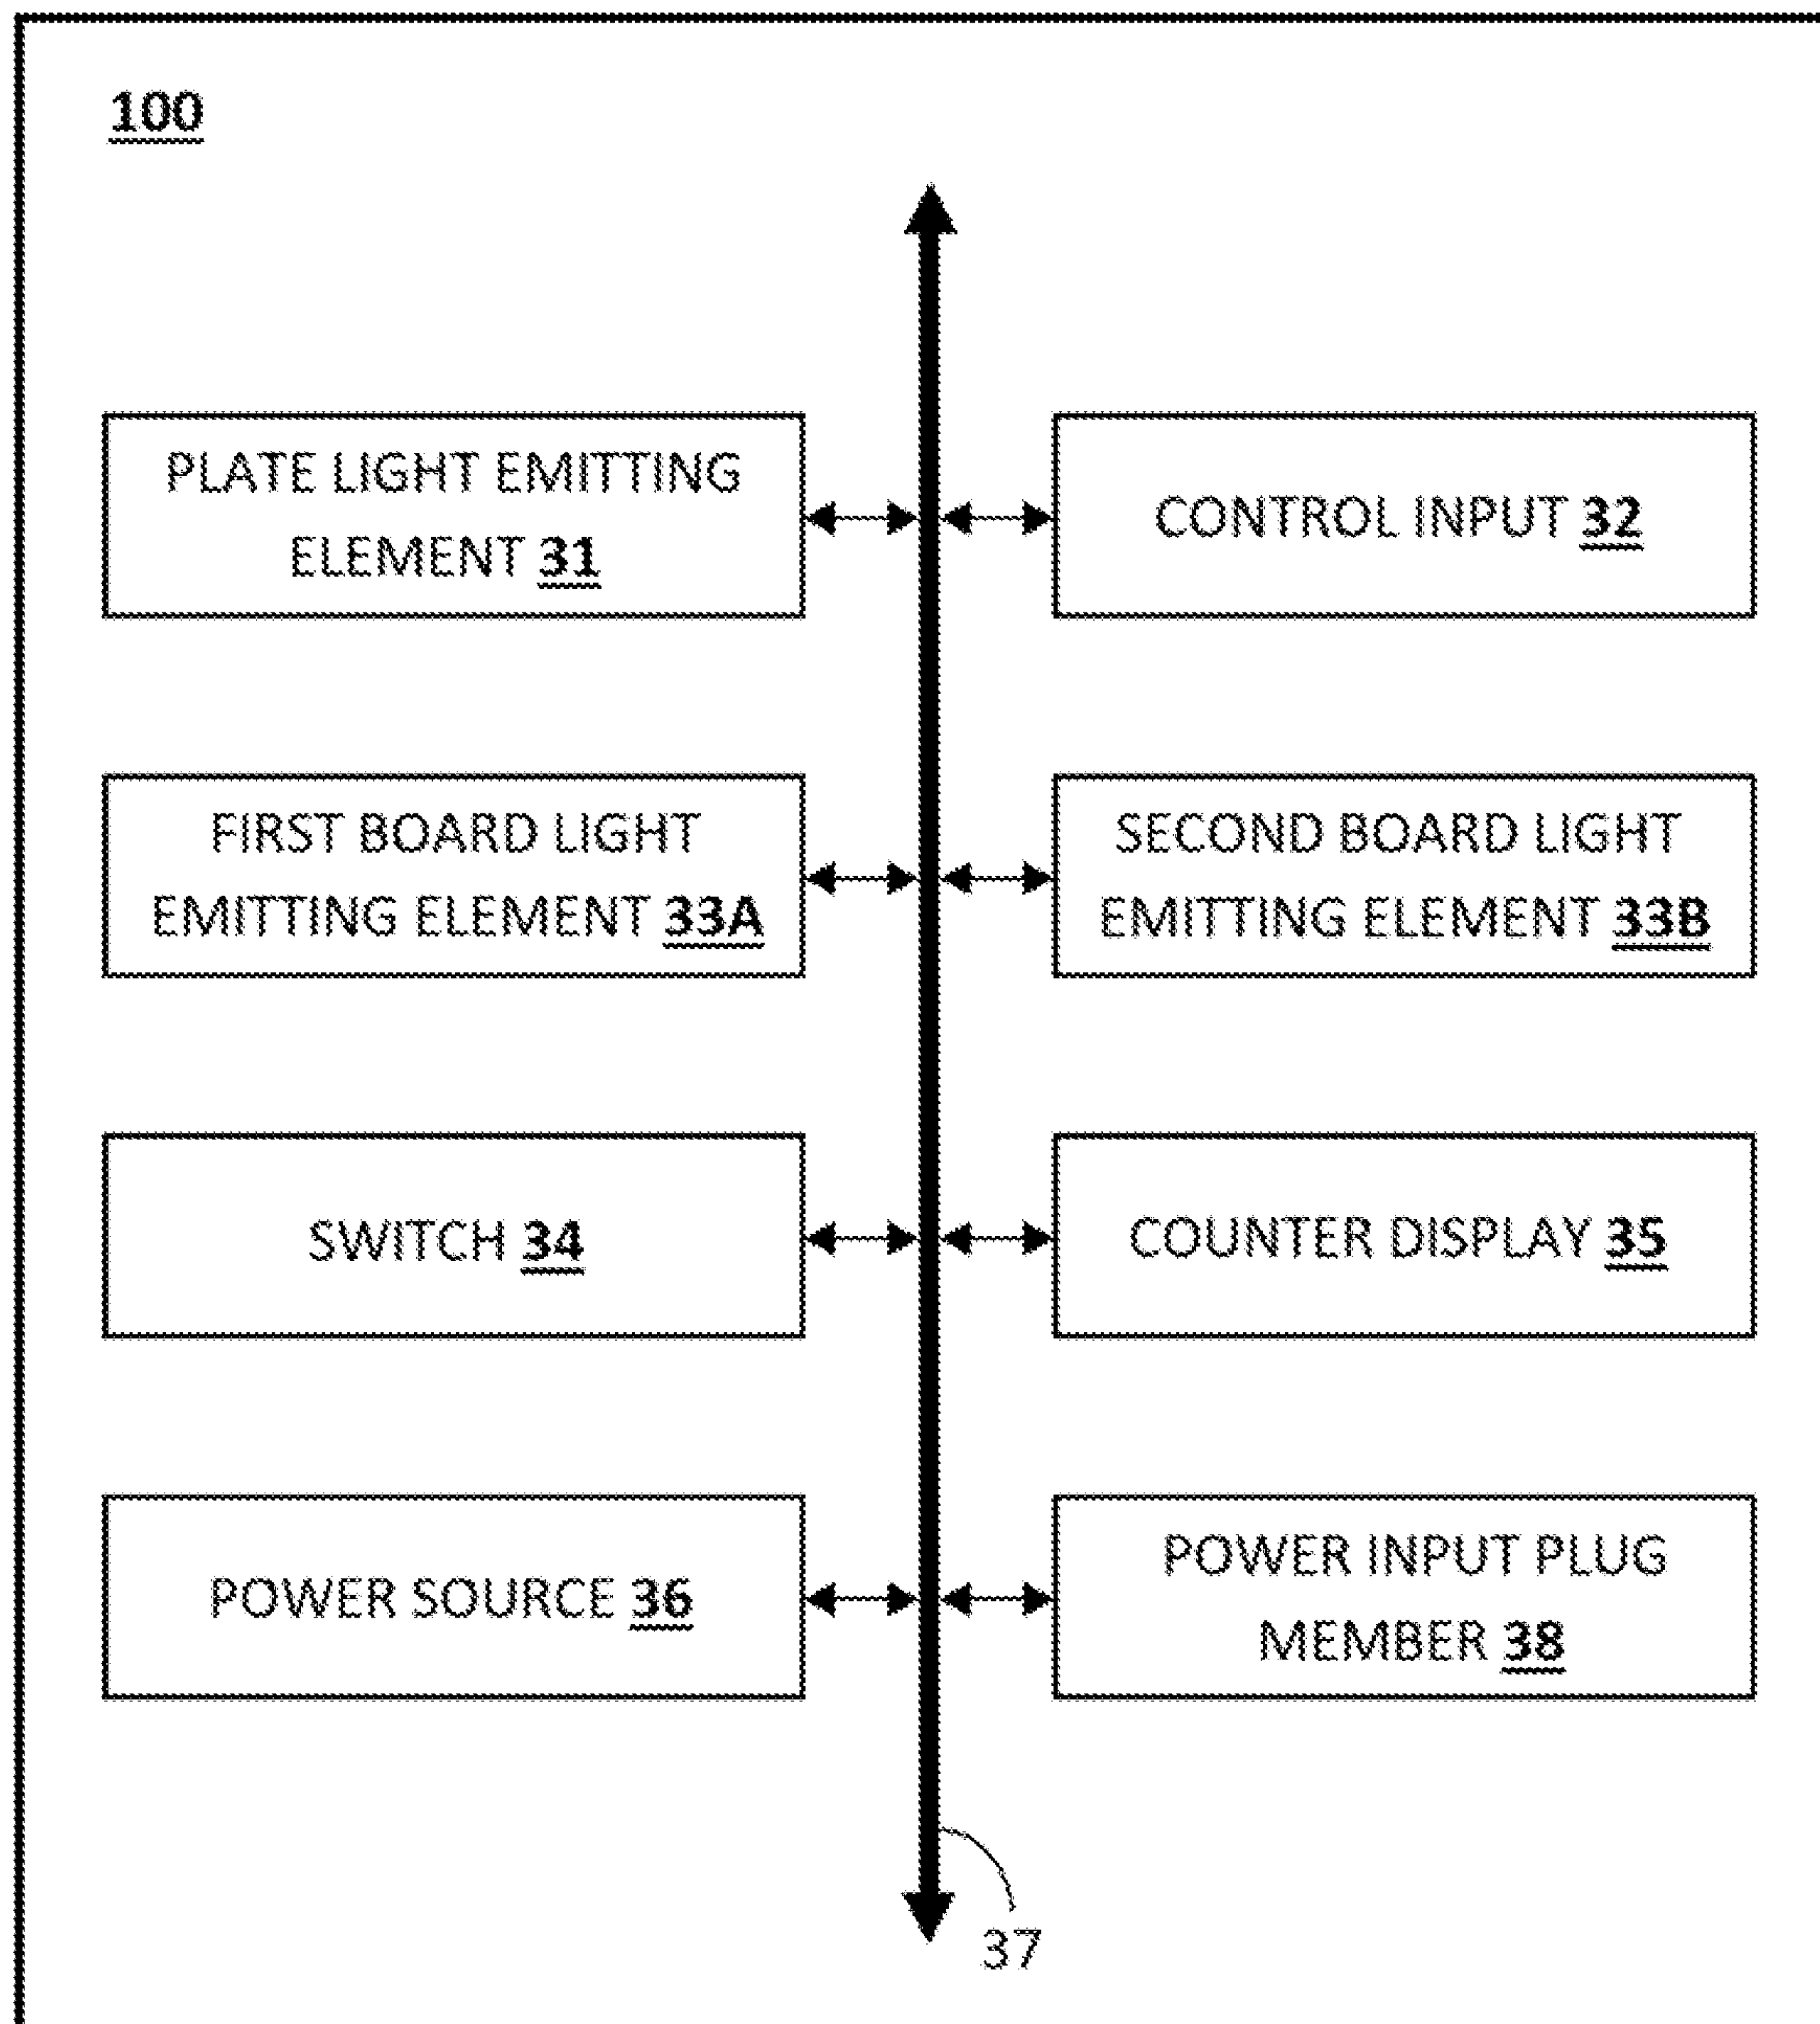 100
PLATE LIGHT EMITTING
ELEMENT 31
CONTROL INPUT 32
FIRST BOARD LIGHT
EMITTING ELEMENT 33A
SECOND BOARD LIGHT
EMITTING ELEMENT 33B
SWITCH 34
COUNTER DISPLAY 35
POWER SOURCE 36
POWER INPUT PLUG
MEMBER 38
37